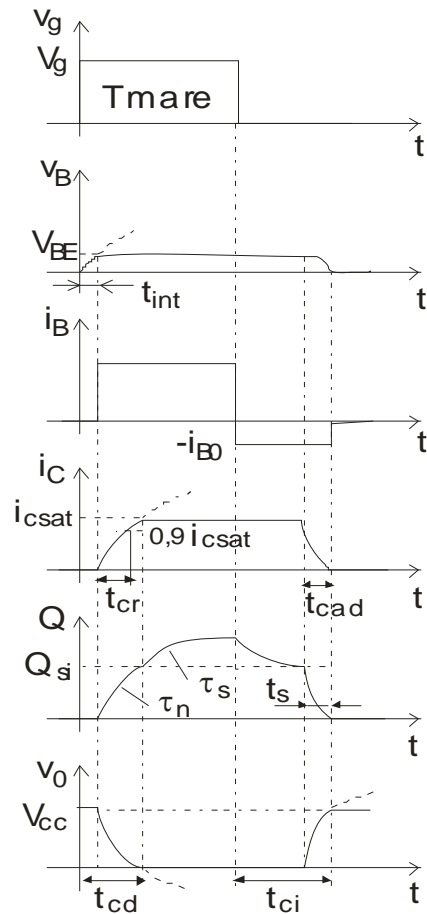 v_g
V_g
Tmare
t
v_B
V_BE
t_int
t
i_B
-i_B0
t
i_C
i_csat
0,9 i_csat
t_cr
t_cad
t
Q
Q_si
τ_n
τ_s
t_s
t
v_0
V_cc
t_cd
t_ci
t